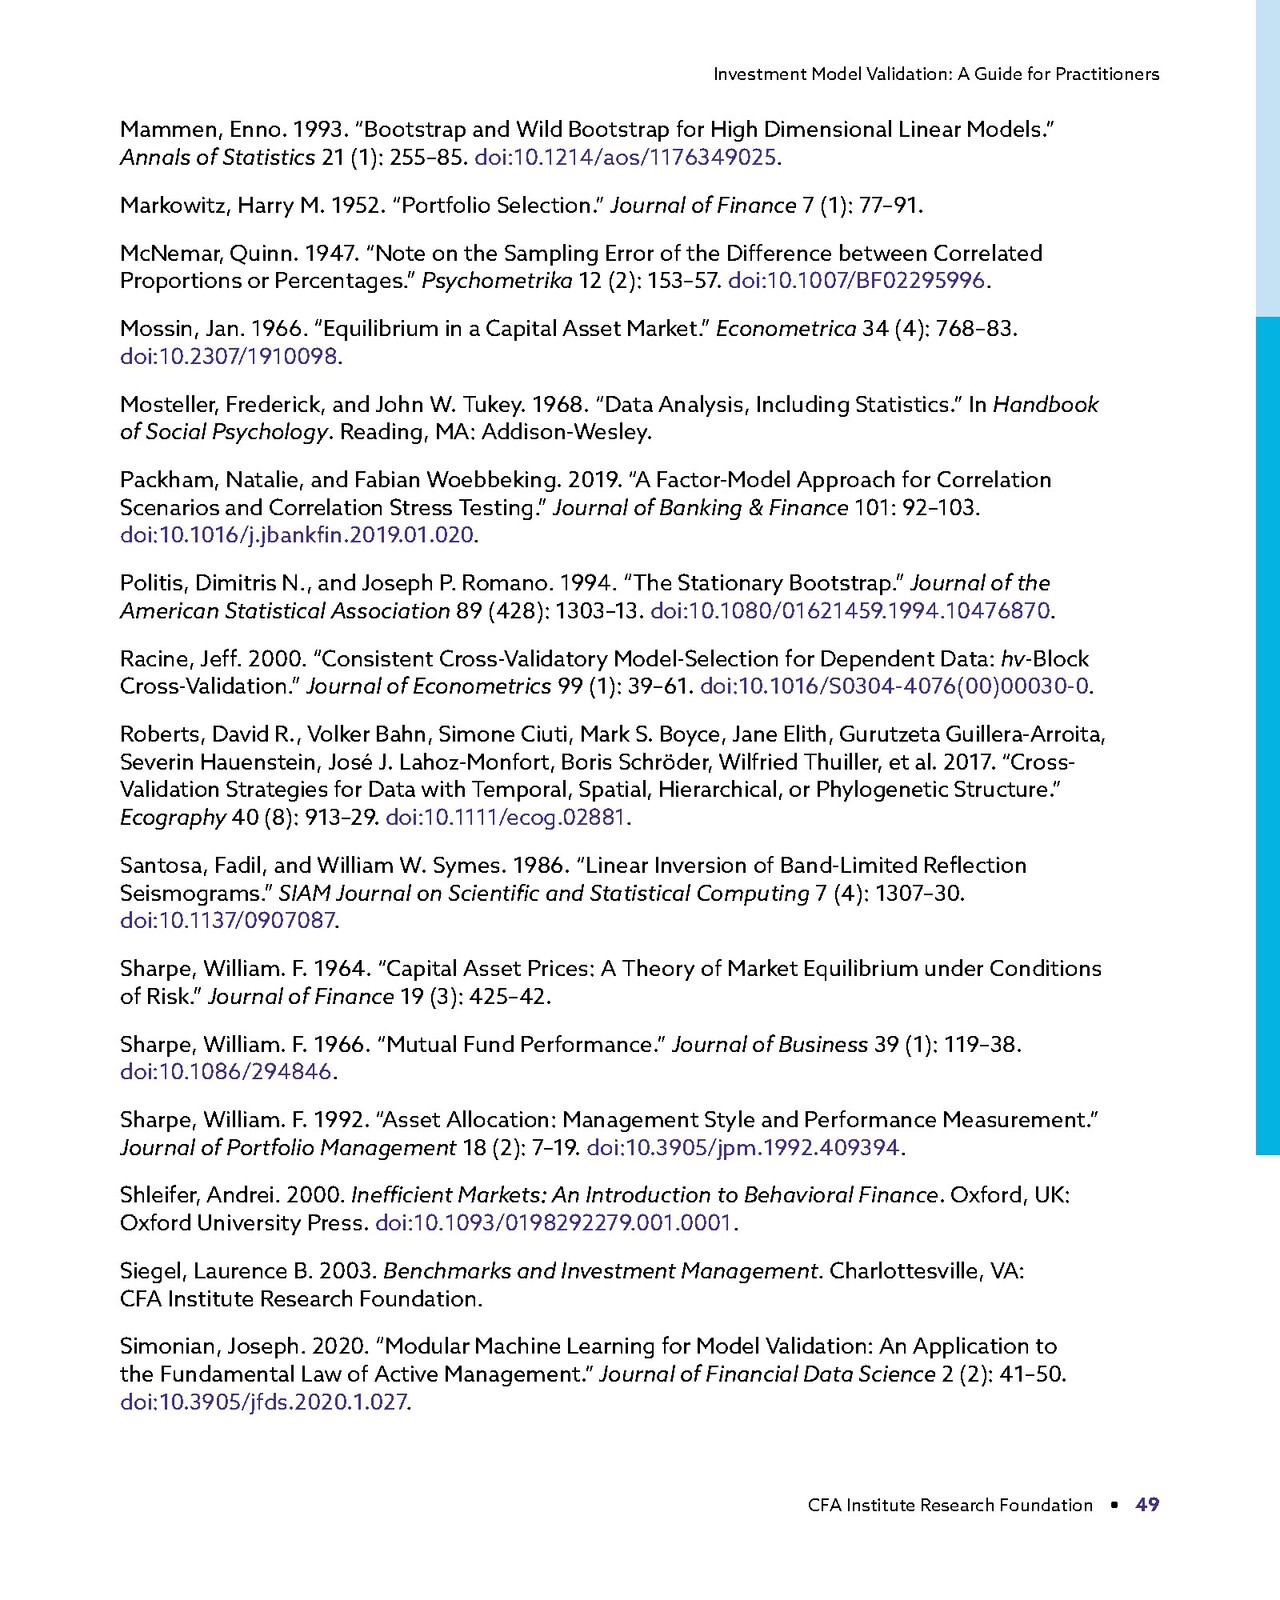 Investment Model Validation: A Guide for Practitioners
Mammen, Enno. 1993. “Bootstrap and Wild Bootstrap for High Dimensional Linear Models.”
Annals of Statistics 21 (1): 255–85. doi:10.1214/aos/1176349025.
Markowitz, Harry M. 1952. “Portfolio Selection.” Journal of Finance 7 (1): 77–91.
McNemar, Quinn. 1947. “Note on the Sampling Error of the Difference between Correlated
Proportions or Percentages.” Psychometrika 12 (2): 153–57. doi:10.1007/BF02295996.
Mossin, Jan. 1966. “Equilibrium in a Capital Asset Market.” Econometrica 34 (4): 768–83.
doi:10.2307/1910098.
Mosteller, Frederick, and John W. Tukey. 1968. “Data Analysis, Including Statistics.” In Handbook
of Social Psychology. Reading, MA: Addison-Wesley.
Packham, Natalie, and Fabian Woebbeking. 2019. “A Factor-Model Approach for Correlation
Scenarios and Correlation Stress Testing.” Journal of Banking & Finance 101: 92–103.
doi:10.1016/j.jbankfin.2019.01.020.
Politis, Dimitris N., and Joseph P. Romano. 1994. “The Stationary Bootstrap.” Journal of the
American Statistical Association 89 (428): 1303–13. doi:10.1080/01621459.1994.10476870.
Racine, Jeff. 2000. “Consistent Cross-Validatory Model-Selection for Dependent Data: hv-Block
Cross-Validation.” Journal of Econometrics 99 (1): 39–61. doi:10.1016/S0304-4076(00)00030-0.
Roberts, David R., Volker Bahn, Simone Ciuti, Mark S. Boyce, Jane Elith, Gurutzeta Guillera-Arroita,
Severin Hauenstein, José J. Lahoz-Monfort, Boris Schröder, Wilfried Thuiller, et al. 2017. “Cross-
Validation Strategies for Data with Temporal, Spatial, Hierarchical, or Phylogenetic Structure.”
Ecography 40 (8): 913–29. doi:10.1111/ecog.02881.
Santosa, Fadil, and William W. Symes. 1986. “Linear Inversion of Band-Limited Reflection
Seismograms.” SIAM Journal on Scientific and Statistical Computing 7 (4): 1307–30.
doi:10.1137/0907087.
Sharpe, William. F. 1964. “Capital Asset Prices: A Theory of Market Equilibrium under Conditions
of Risk.” Journal of Finance 19 (3): 425–42.
Sharpe, William. F. 1966. “Mutual Fund Performance.” Journal of Business 39 (1): 119–38.
doi:10.1086/294846.
Sharpe, William. F. 1992. “Asset Allocation: Management Style and Performance Measurement.”
Journal of Portfolio Management 18 (2): 7–19. doi:10.3905/jpm.1992.409394.
Shleifer, Andrei. 2000. Inefficient Markets: An Introduction to Behavioral Finance. Oxford, UK:
Oxford University Press. doi:10.1093/0198292279.001.0001.
Siegel, Laurence B. 2003. Benchmarks and Investment Management. Charlottesville, VA:
CFA Institute Research Foundation.
Simonian, Joseph. 2020. “Modular Machine Learning for Model Validation: An Application to
the Fundamental Law of Active Management.” Journal of Financial Data Science 2 (2): 41–50.
doi:10.3905/jfds.2020.1.027.
CFA Institute Research Foundation • 49